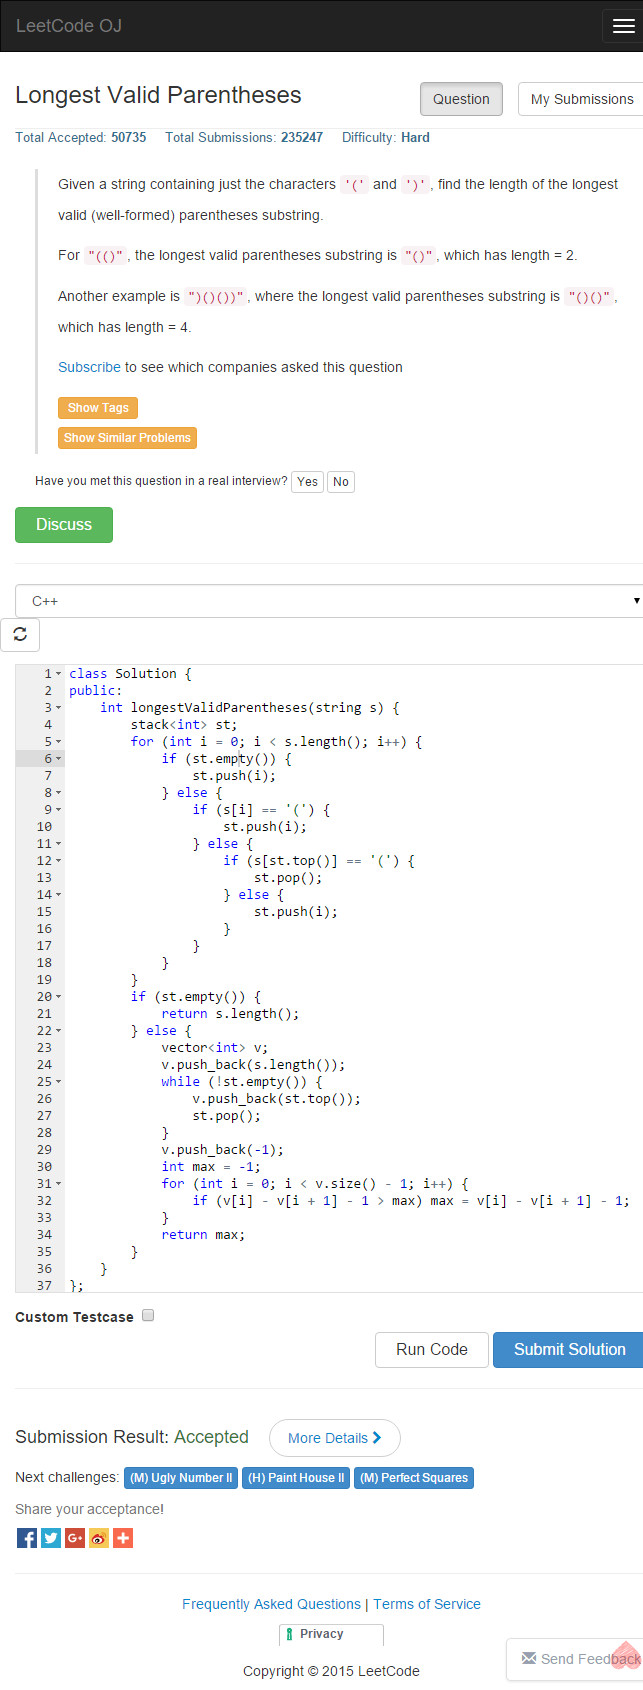 LeetCode OJ
Longest Valid Parentheses
Question
My Submissions
Total Accepted: 50735 Total Submissions: 235247 Difficulty: Hard
Given a string containing just the characters '(' and ')', find the length of the longest
valid (well-formed) parentheses substring.
For "(()", the longest valid parentheses substring is "()", which has length = 2.
Another example is ")()())", where the longest valid parentheses substring is "()()",
which has length = 4.
Subscribe to see which companies asked this question
Show Tags
Show Similar Problems
Have you met this question in a real interview? Yes No
Discuss
C++
1 class Solution {
2 public:
3     int longestValidParentheses(string s) {
4         stack<int> st;
5         for (int i = 0; i < s.length(); i++) {
6             if (st.empty()) {
7                 st.push(i);
8             } else {
9                 if (s[i] == '(') {
10                     st.push(i);
11                 } else {
12                     if (s[st.top()] == '(') {
13                         st.pop();
14                     } else {
15                         st.push(i);
16                     }
17                 }
18             }
19         }
20         if (st.empty()) {
21             return s.length();
22         } else {
23             vector<int> v;
24             v.push_back(s.length());
25             while (!st.empty()) {
26                 v.push_back(st.top());
27                 st.pop();
28             }
29             v.push_back(-1);
30             int max = -1;
31             for (int i = 0; i < v.size() - 1; i++) {
32                 if (v[i] - v[i + 1] - 1 > max) max = v[i] - v[i + 1] - 1;
33             }
34             return max;
35         }
36     }
37 };
Custom Testcase
Run Code
Submit Solution
Submission Result: Accepted
More Details
Next challenges: (M) Ugly Number II (H) Paint House II (M) Perfect Squares
Share your acceptance!
Frequently Asked Questions | Terms of Service
Privacy
Send Feedback
Copyright © 2015 LeetCode